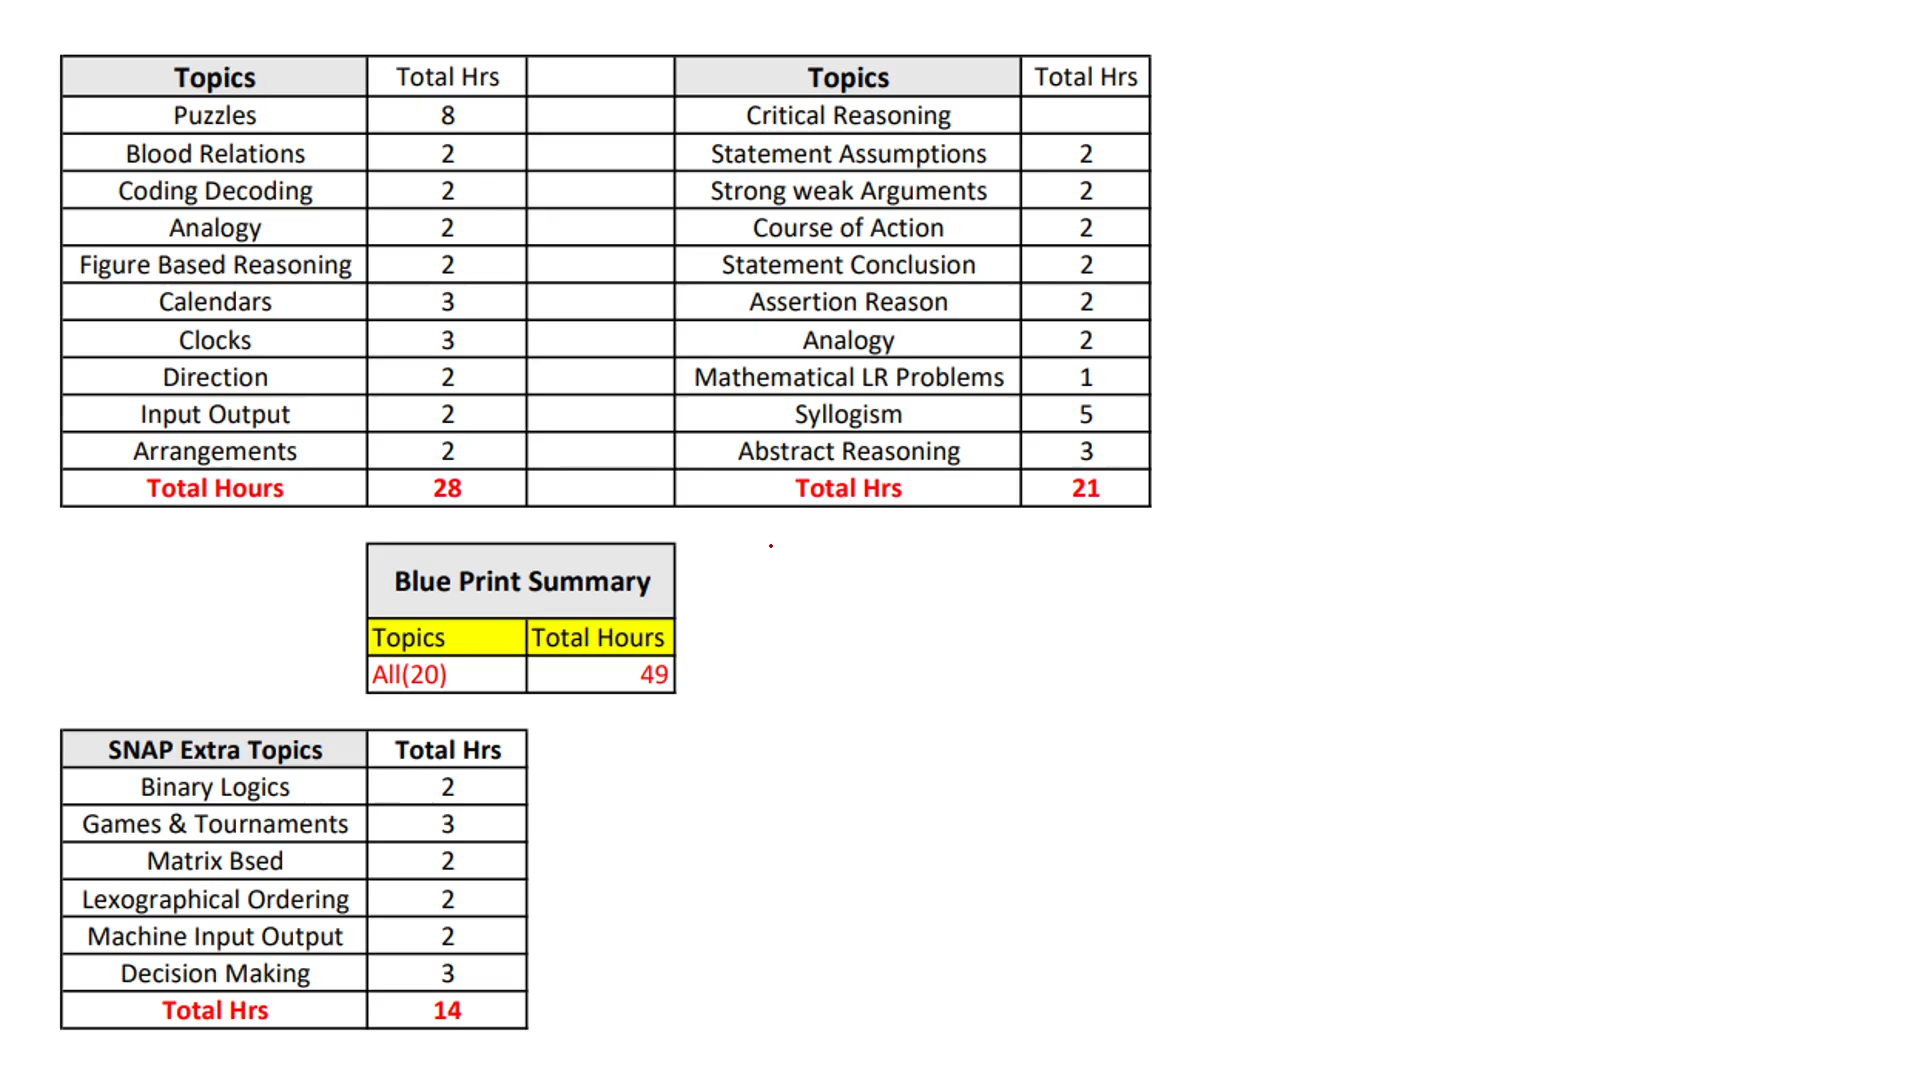 Topics Total Hrs Topics Total Hrs
Puzzles 8 Critical Reasoning
Blood Relations 2 Statement Assumptions 2
Coding Decoding 2 Strong weak Arguments 2
Analogy 2 Course of Action 2
Figure Based Reasoning 2 Statement Conclusion 2
Calendars 3 Assertion Reason 2
Clocks 3 Analogy 2
Direction 2 Mathematical LR Problems 1
Input Output 2 Syllogism 5
Arrangements 2 Abstract Reasoning 3
Total Hours 28 Total Hrs 21
Blue Print Summary
Topics Total Hours
All(20) 49
SNAP Extra Topics Total Hrs
Binary Logics 2
Games & Tournaments 3
Matrix Bsed 2
Lexographical Ordering 2
Machine Input Output 2
Decision Making 3
Total Hrs 14